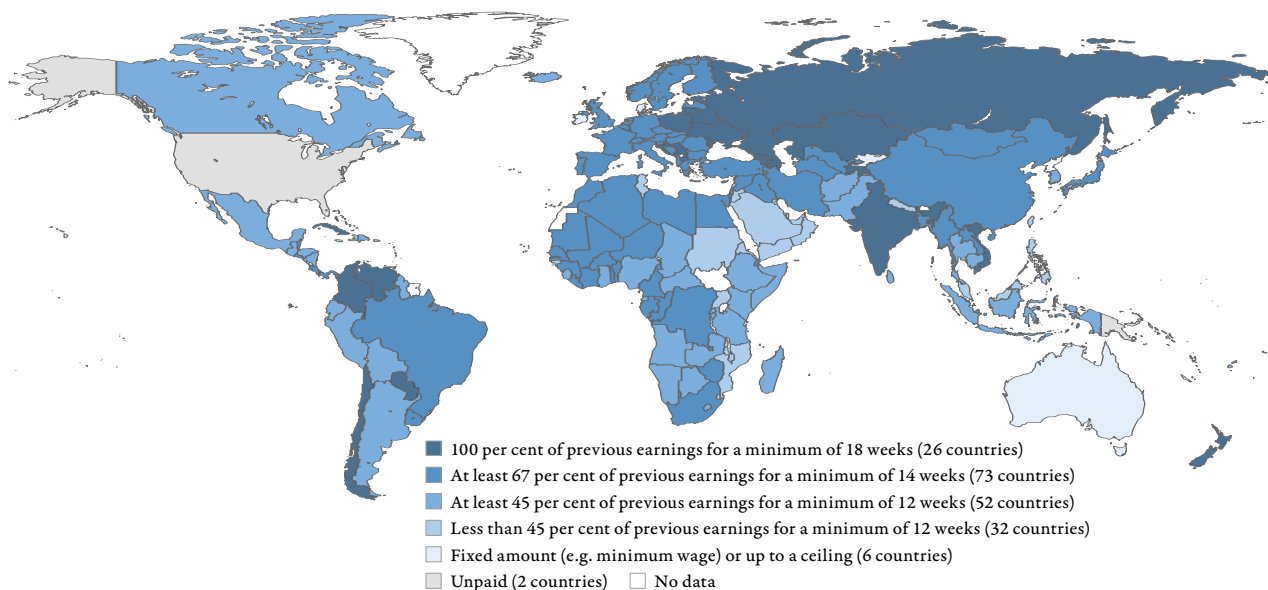 100 per cent of previous earnings for a minimum of 18 weeks (26 countries)
At least 67 per cent of previous earnings for a minimum of 14 weeks (73 countries)
At least 45 per cent of previous earnings for a minimum of 12 weeks (52 countries)
Less than 45 per cent of previous earnings for a minimum of 12 weeks (32 countries)
Fixed amount (e.g. minimum wage) or up to a ceiling (6 countries)
Unpaid (2 countries) No data